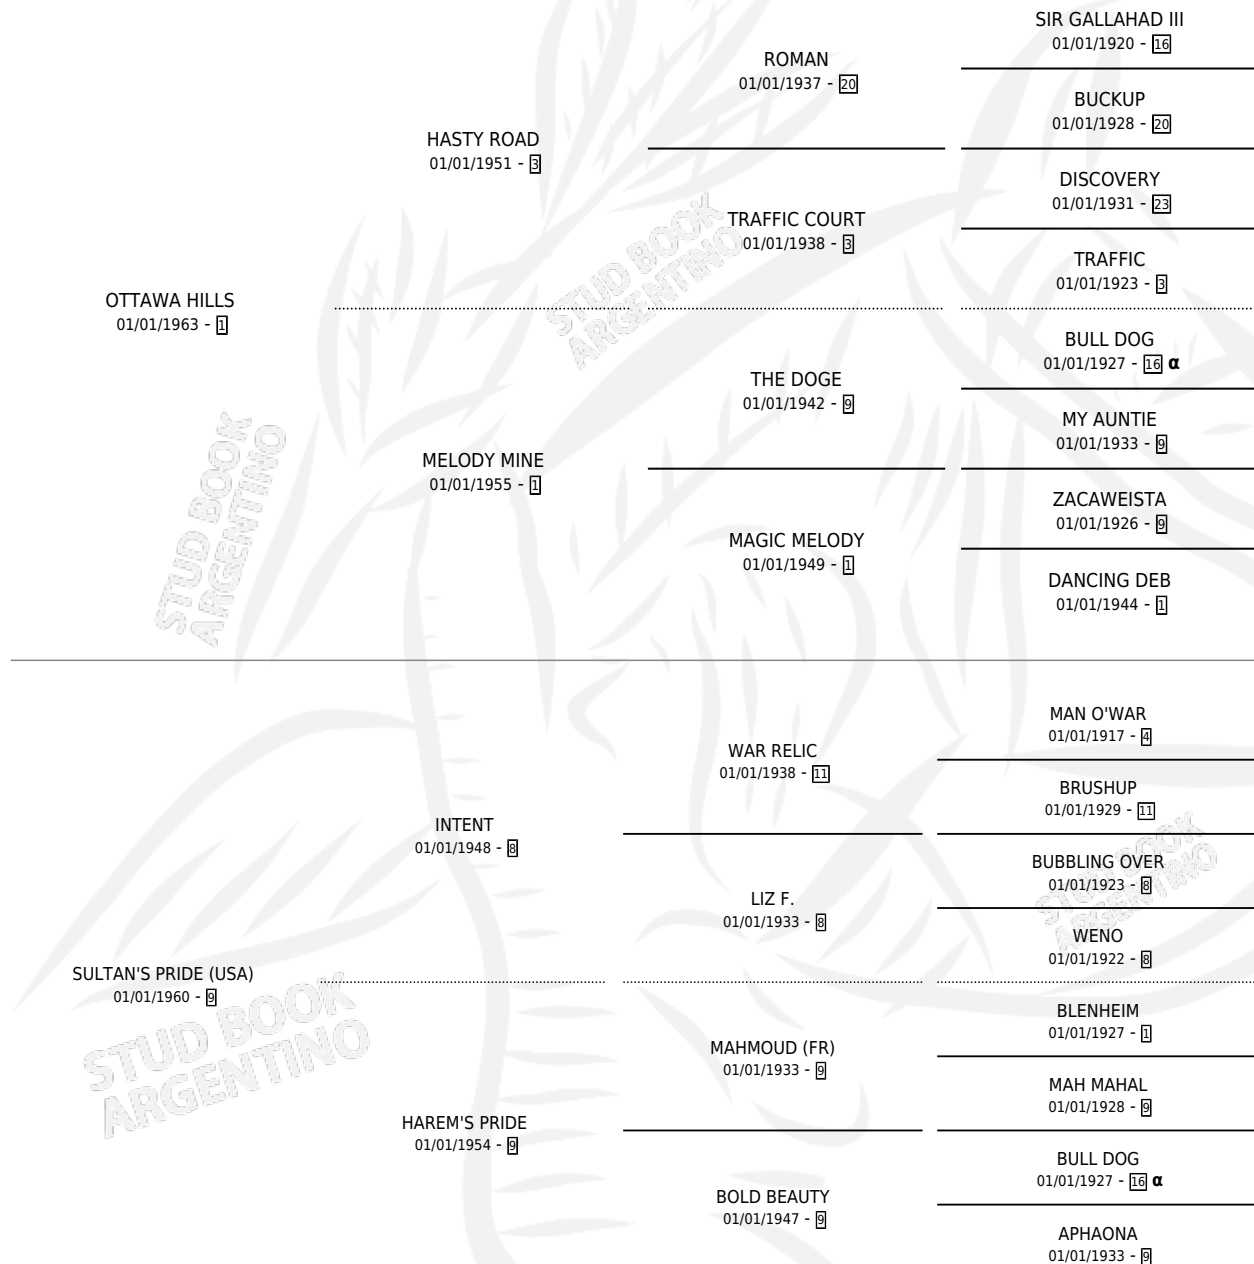 SIR GALLAHAD III
01/01/1920 - 16
ROMAN
01/01/1937 - 20
BUCKUP
01/01/1928 - 20
HASTY ROAD
01/01/1951 - 3
DISCOVERY
01/01/1931 - 23
TRAFFIC COURT
01/01/1938 - 3
TRAFFIC
01/01/1923 - 3
OTTAWA HILLS
01/01/1963 - 1
BULL DOG
01/01/1927 - 16 α
THE DOGE
01/01/1942 - 9
MY AUNTIE
01/01/1933 - 9
MELODY MINE
01/01/1955 - 1
ZACAWEISTA
01/01/1926 - 9
MAGIC MELODY
01/01/1949 - 1
DANCING DEB
01/01/1944 - 1
MAN O'WAR
01/01/1917 - 4
WAR RELIC
01/01/1938 - 11
BRUSHUP
01/01/1929 - 11
INTENT
01/01/1948 - 8
BUBBLING OVER
01/01/1923 - 8
LIZ F.
01/01/1933 - 8
WENO
01/01/1922 - 8
SULTAN'S PRIDE (USA)
01/01/1960 - 9
BLENHEIM
01/01/1927 - 1
MAHMOUD (FR)
01/01/1933 - 9
MAH MAHAL
01/01/1928 - 9
HAREM'S PRIDE
01/01/1954 - 9
BULL DOG
01/01/1927 - 16 α
BOLD BEAUTY
01/01/1947 - 9
APHAONA
01/01/1933 - 9
STUD BOOK
ARGENTINO
STUD BOOK
ARGENTINO
STUD BOOK
ARGENTINO
STUD BOOK
ARGENTINO